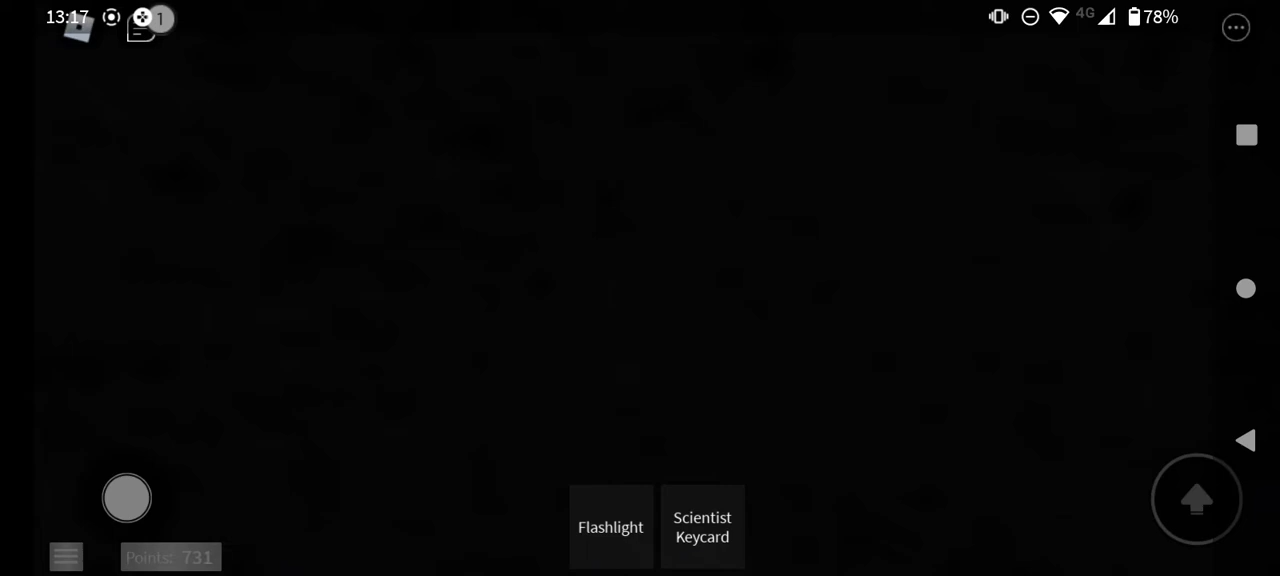 13:17
1
4G
78%
Flashlight
Scientist
Keycard
Points: 731